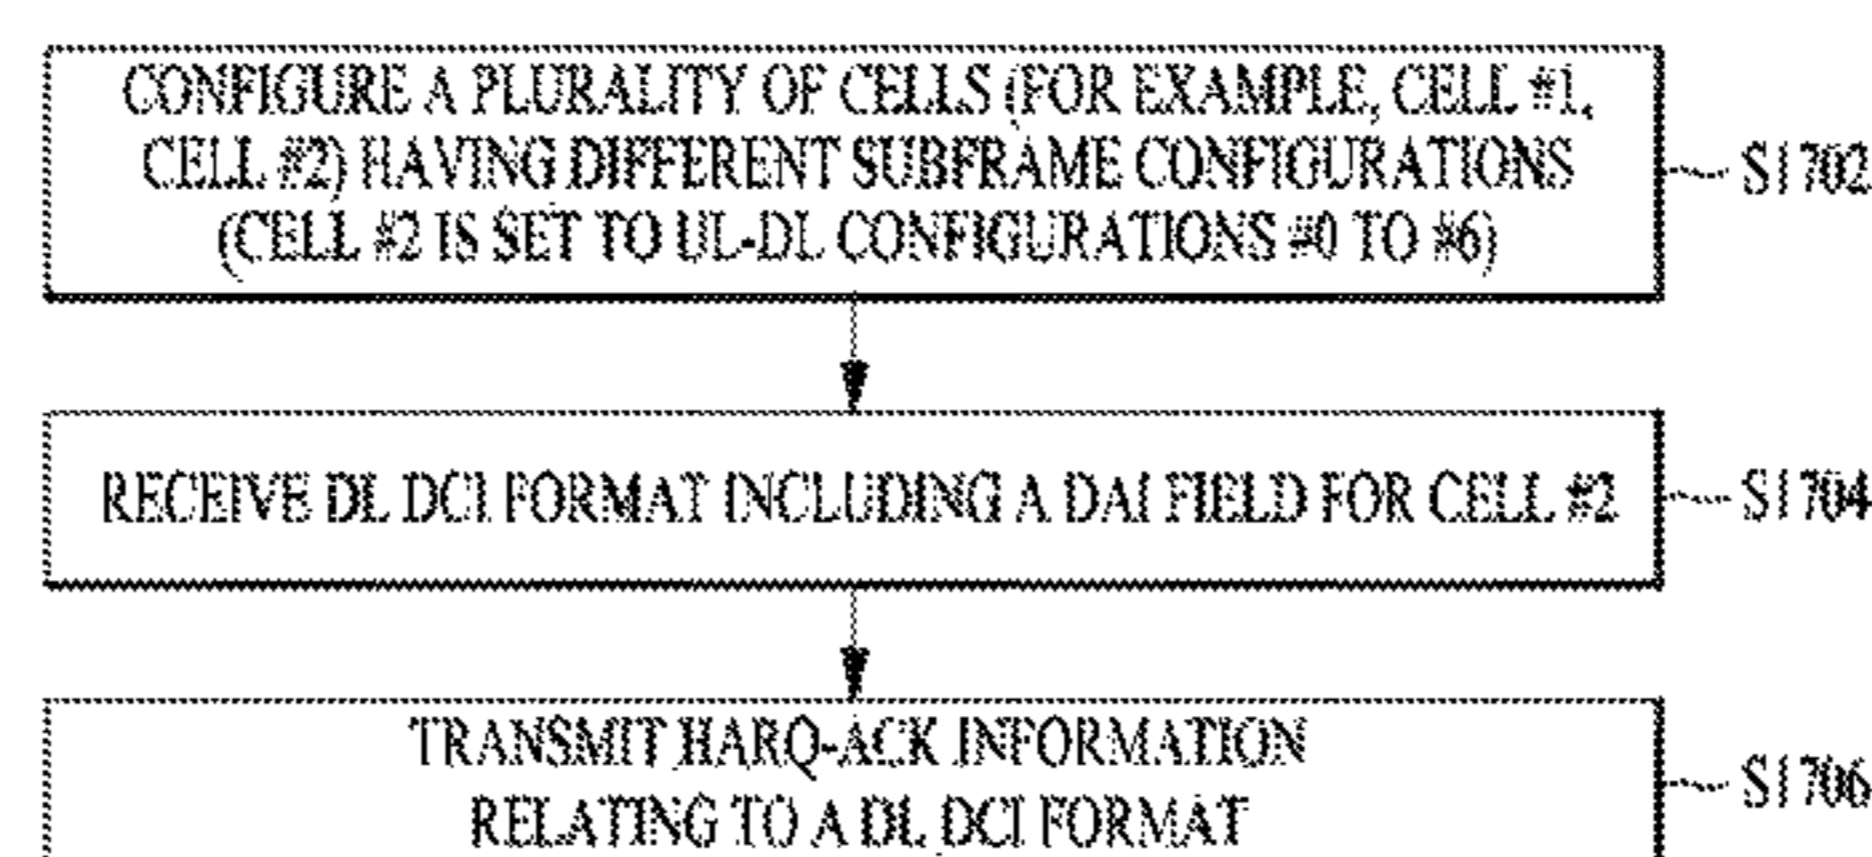 CONFIGURE A PLURALITY OF CELLS (FOR EXAMPLE, CELL #1,
CELL #2) HAVING DIFFERENT SUBFRAME CONFIGURATIONS
(CELL #2 IS SET TO UL-DL CONFIGURATIONS #0 TO #6)
S1702
RECEIVE DL DCI FORMAT INCLUDING A DAI FIELD FOR CELL #2
S1704
TRANSMIT HARQ-ACK INFORMATION
RELATING TO A DL DCI FORMAT
S1706